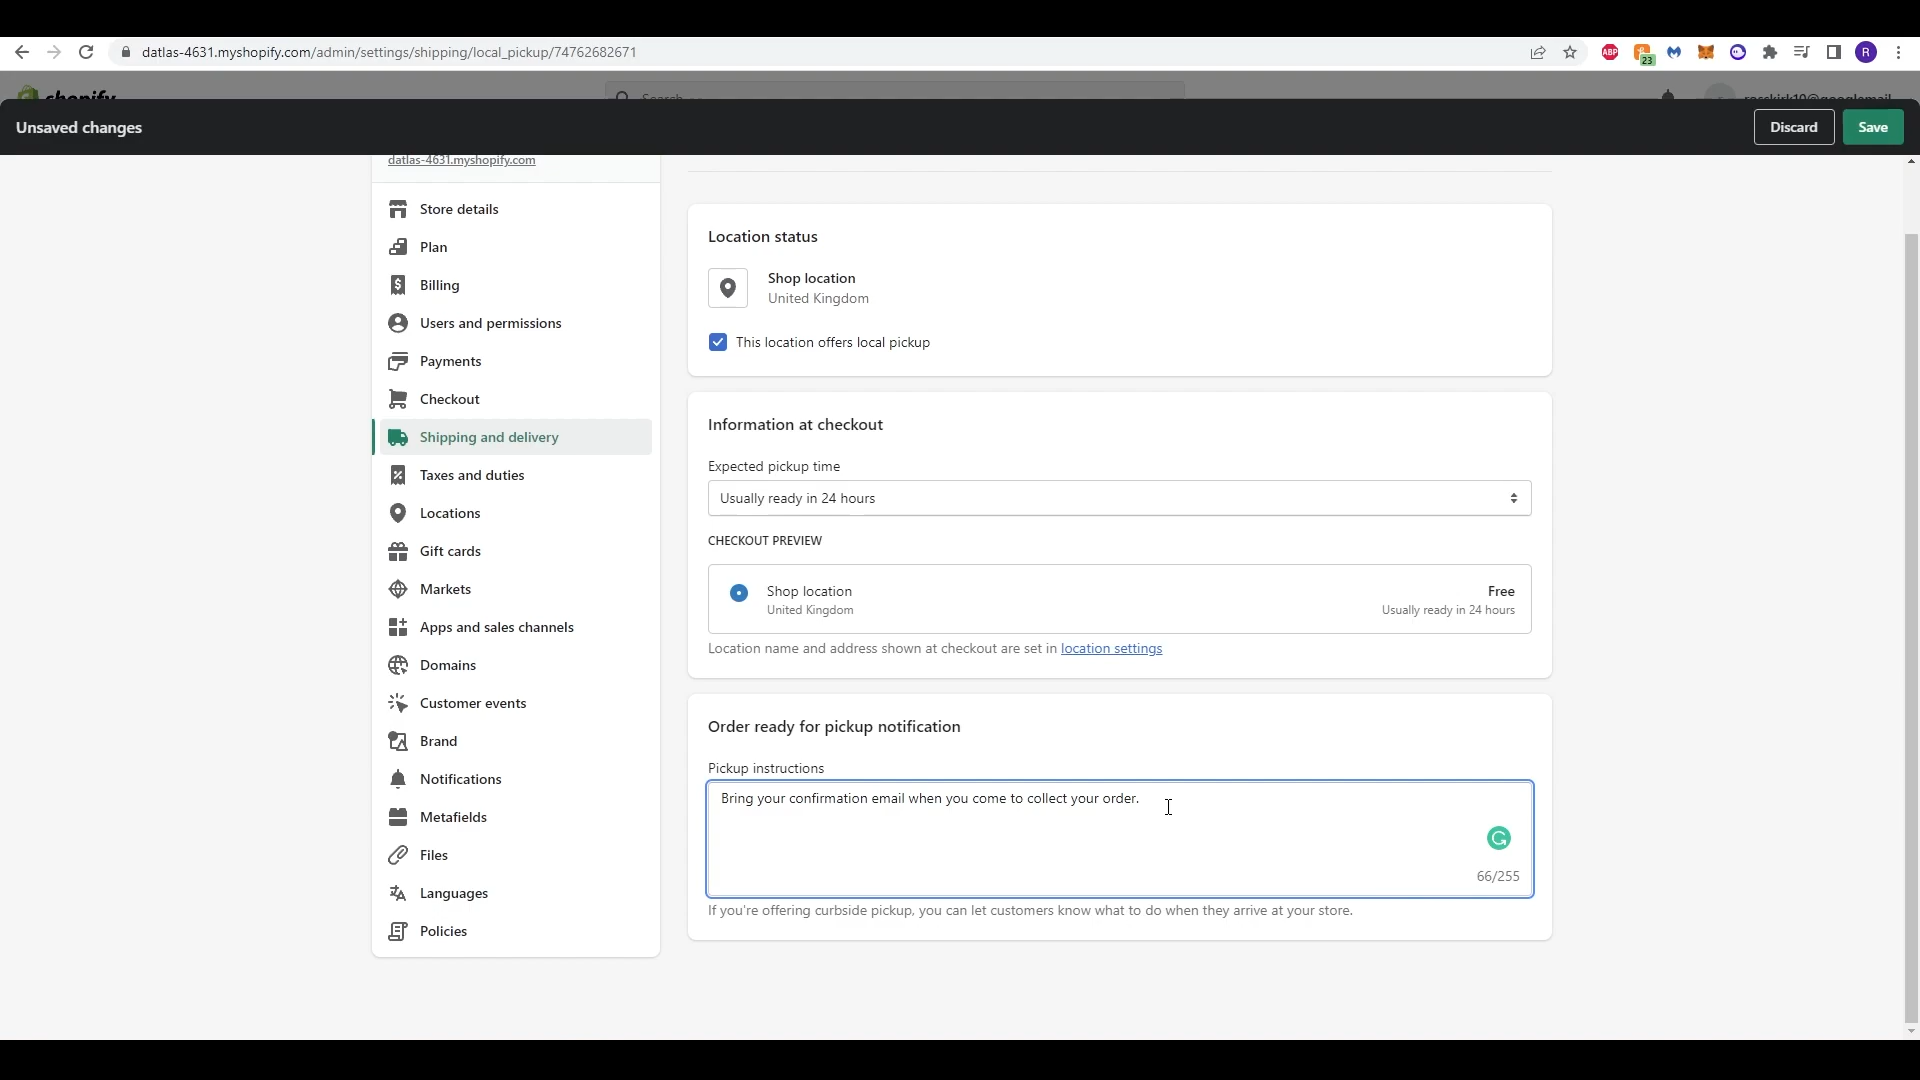 datlas-4631.myshopify.com/admin/settings/shipping/local_pickup/74762682671
ABP
23
R
shopify
Search
Unsaved changes
Discard
Save
datlas-4631.myshopify.com
Store details
Plan
Billing
Users and permissions
Payments
Checkout
Shipping and delivery
Taxes and duties
Locations
Gift cards
Markets
Apps and sales channels
Domains
Customer events
Brand
Notifications
Metafields
Files
Languages
Policies
Location status
Shop location
United Kingdom
This location offers local pickup
Information at checkout
Expected pickup time
Usually ready in 24 hours
CHECKOUT PREVIEW
Shop location
Free
United Kingdom
Usually ready in 24 hours
Location name and address shown at checkout are set in location settings
Order ready for pickup notification
Pickup instructions
Bring your confirmation email when you come to collect your order.
66/255
If you're offering curbside pickup, you can let customers know what to do when they arrive at your store.